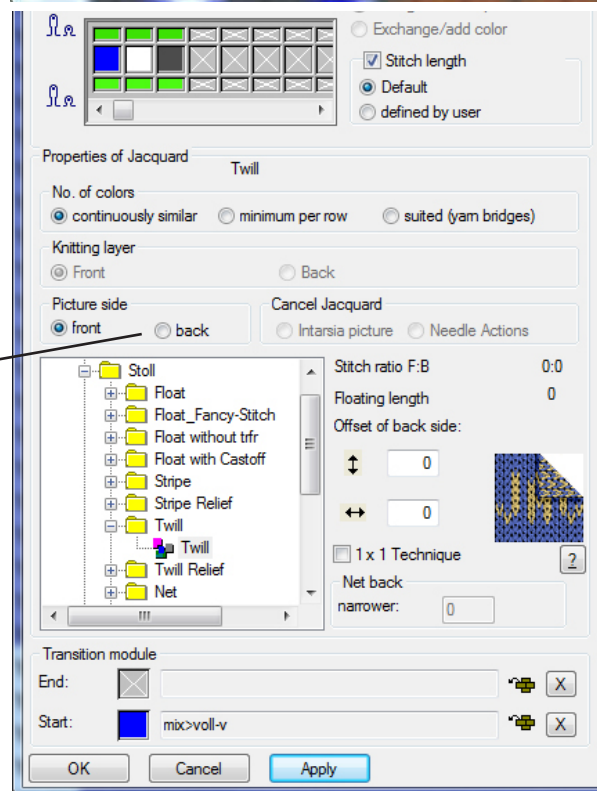 Exchange/add color
Stitch length
Default
defined by user
Properties of Jacquard
Twill
No. of colors
continuously similar minimum per row suited (yarn bridges)
Knitting layer
Front Back
Picture side Cancel Jacquard
front back Intarsia picture Needle Actions
Stoll
Float
Float_Fancy-Stitch
Float without trfr
Float with Castoff
Stripe
Stripe Relief
Twill
Twill
Twill Relief
Net
Stitch ratio F:B 0:0
Floating length 0
Offset of back side:
0
0
1 x 1 Technique
?
Net back
narrower: 0
Transition module
End: X
Start: mix>voll-v X
OK Cancel Apply